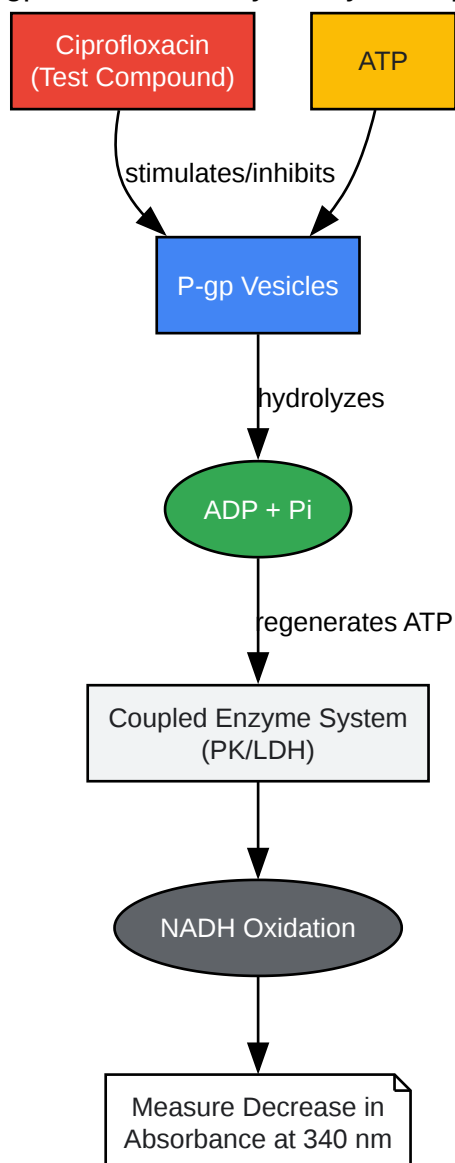 Ciprofloxacin
(Test Compound)
ATP
stimulates/inhibits
P-gp Vesicles
hydrolyzes
ADP + Pi
regenerates ATP
Coupled Enzyme System
(PK/LDH)
NADH Oxidation
Measure Decrease in
Absorbance at 340 nm